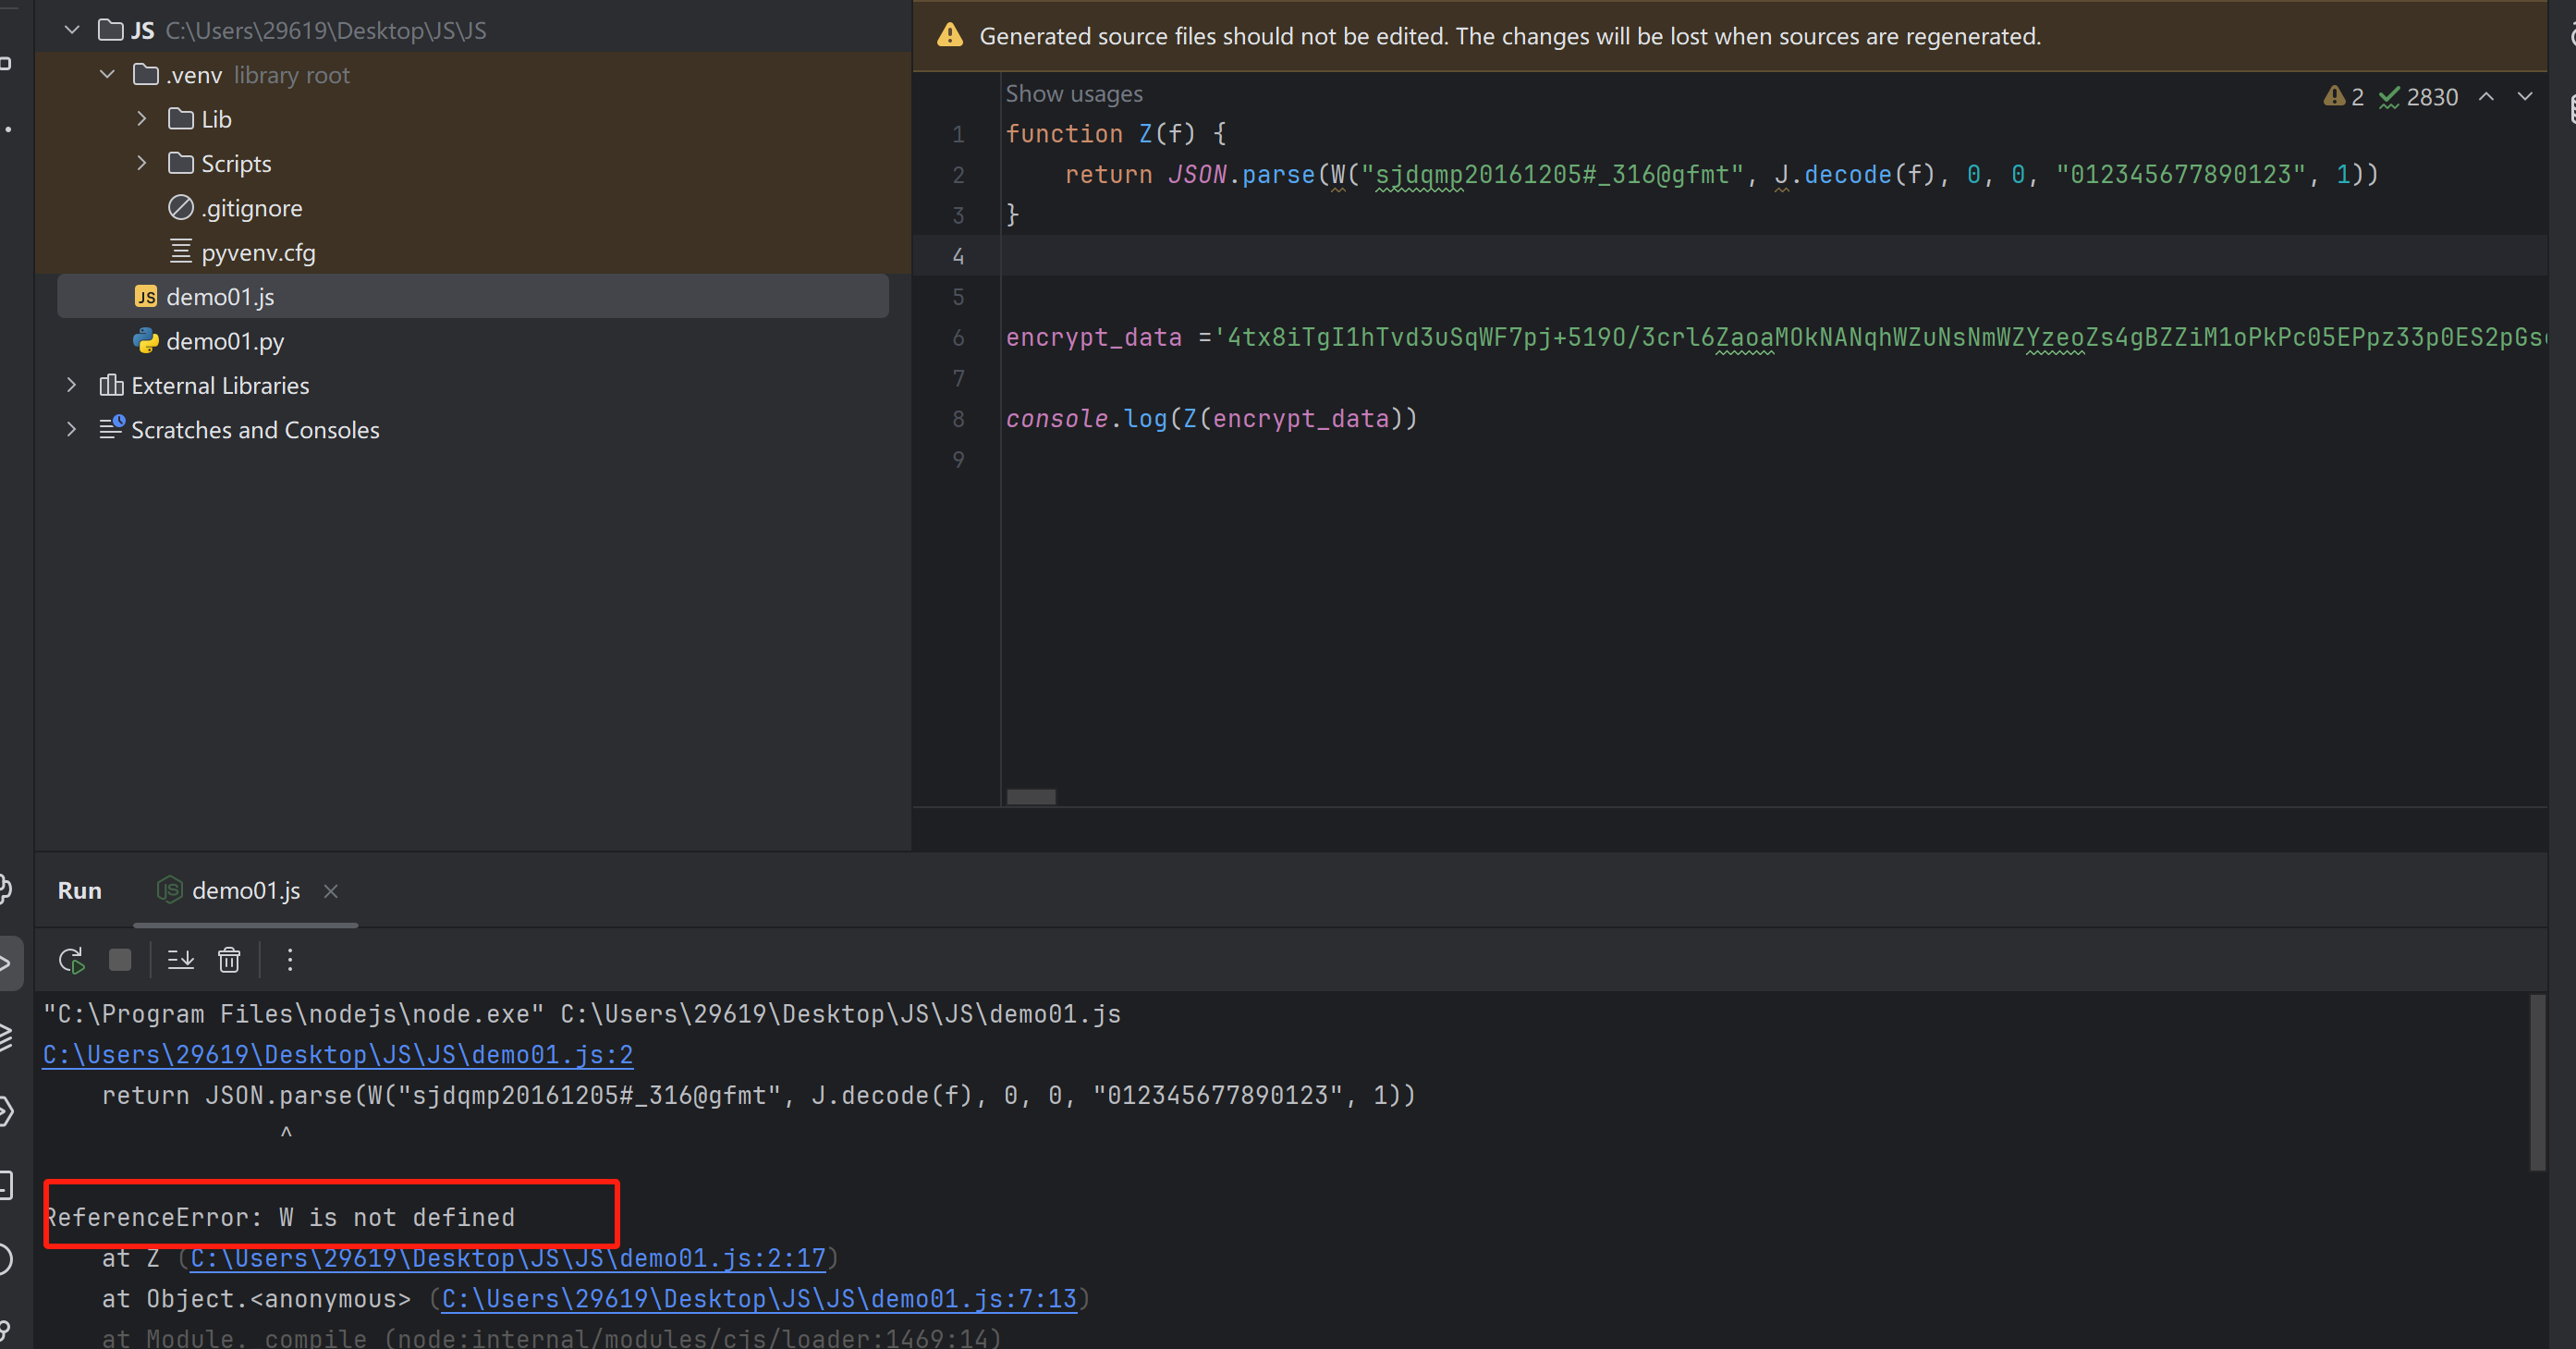 JS C:\Users\29619\Desktop\JS\JS
.venv library root
Lib
Scripts
.gitignore
pyvenv.cfg
demo01.js
demo01.py
External Libraries
Scratches and Consoles
Generated source files should not be edited. The changes will be lost when sources are regenerated.
Show usages
2 2830
1 function Z(f) {
2 return JSON.parse(W("sjdqmp20161205#_316@gfmt", J.decode(f), 0, 0, "012345677890123", 1))
3 }
4
5
6 encrypt_data ='4tx8iTgI1hTvd3uSqWF7pj+519O/3crl6ZaoaMOkNANqhWZuNsNmWZYzeoZs4gBZZiM1oPkPc05EPpz33p0ES2pGs
7
8 console.log(Z(encrypt_data))
9
Run demo01.js
"C:\Program Files\nodejs\node.exe" C:\Users\29619\Desktop\JS\JS\demo01.js
C:\Users\29619\Desktop\JS\JS\demo01.js:2
return JSON.parse(W("sjdqmp20161205#_316@gfmt", J.decode(f), 0, 0, "012345677890123", 1))
^
ReferenceError: W is not defined
at Z (C:\Users\29619\Desktop\JS\JS\demo01.js:2:17)
at Object.<anonymous> (C:\Users\29619\Desktop\JS\JS\demo01.js:7:13)
at Module._compile (node:internal/modules/cjs/loader:1469:14)